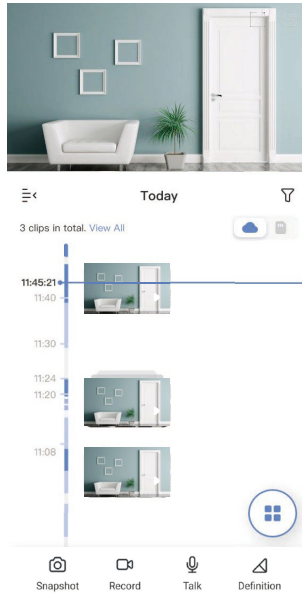 Today
3 clips in total. View All
11:45:21
11:40
11:30
11:24
11:20
11:08
Snapshot Record Talk Definition